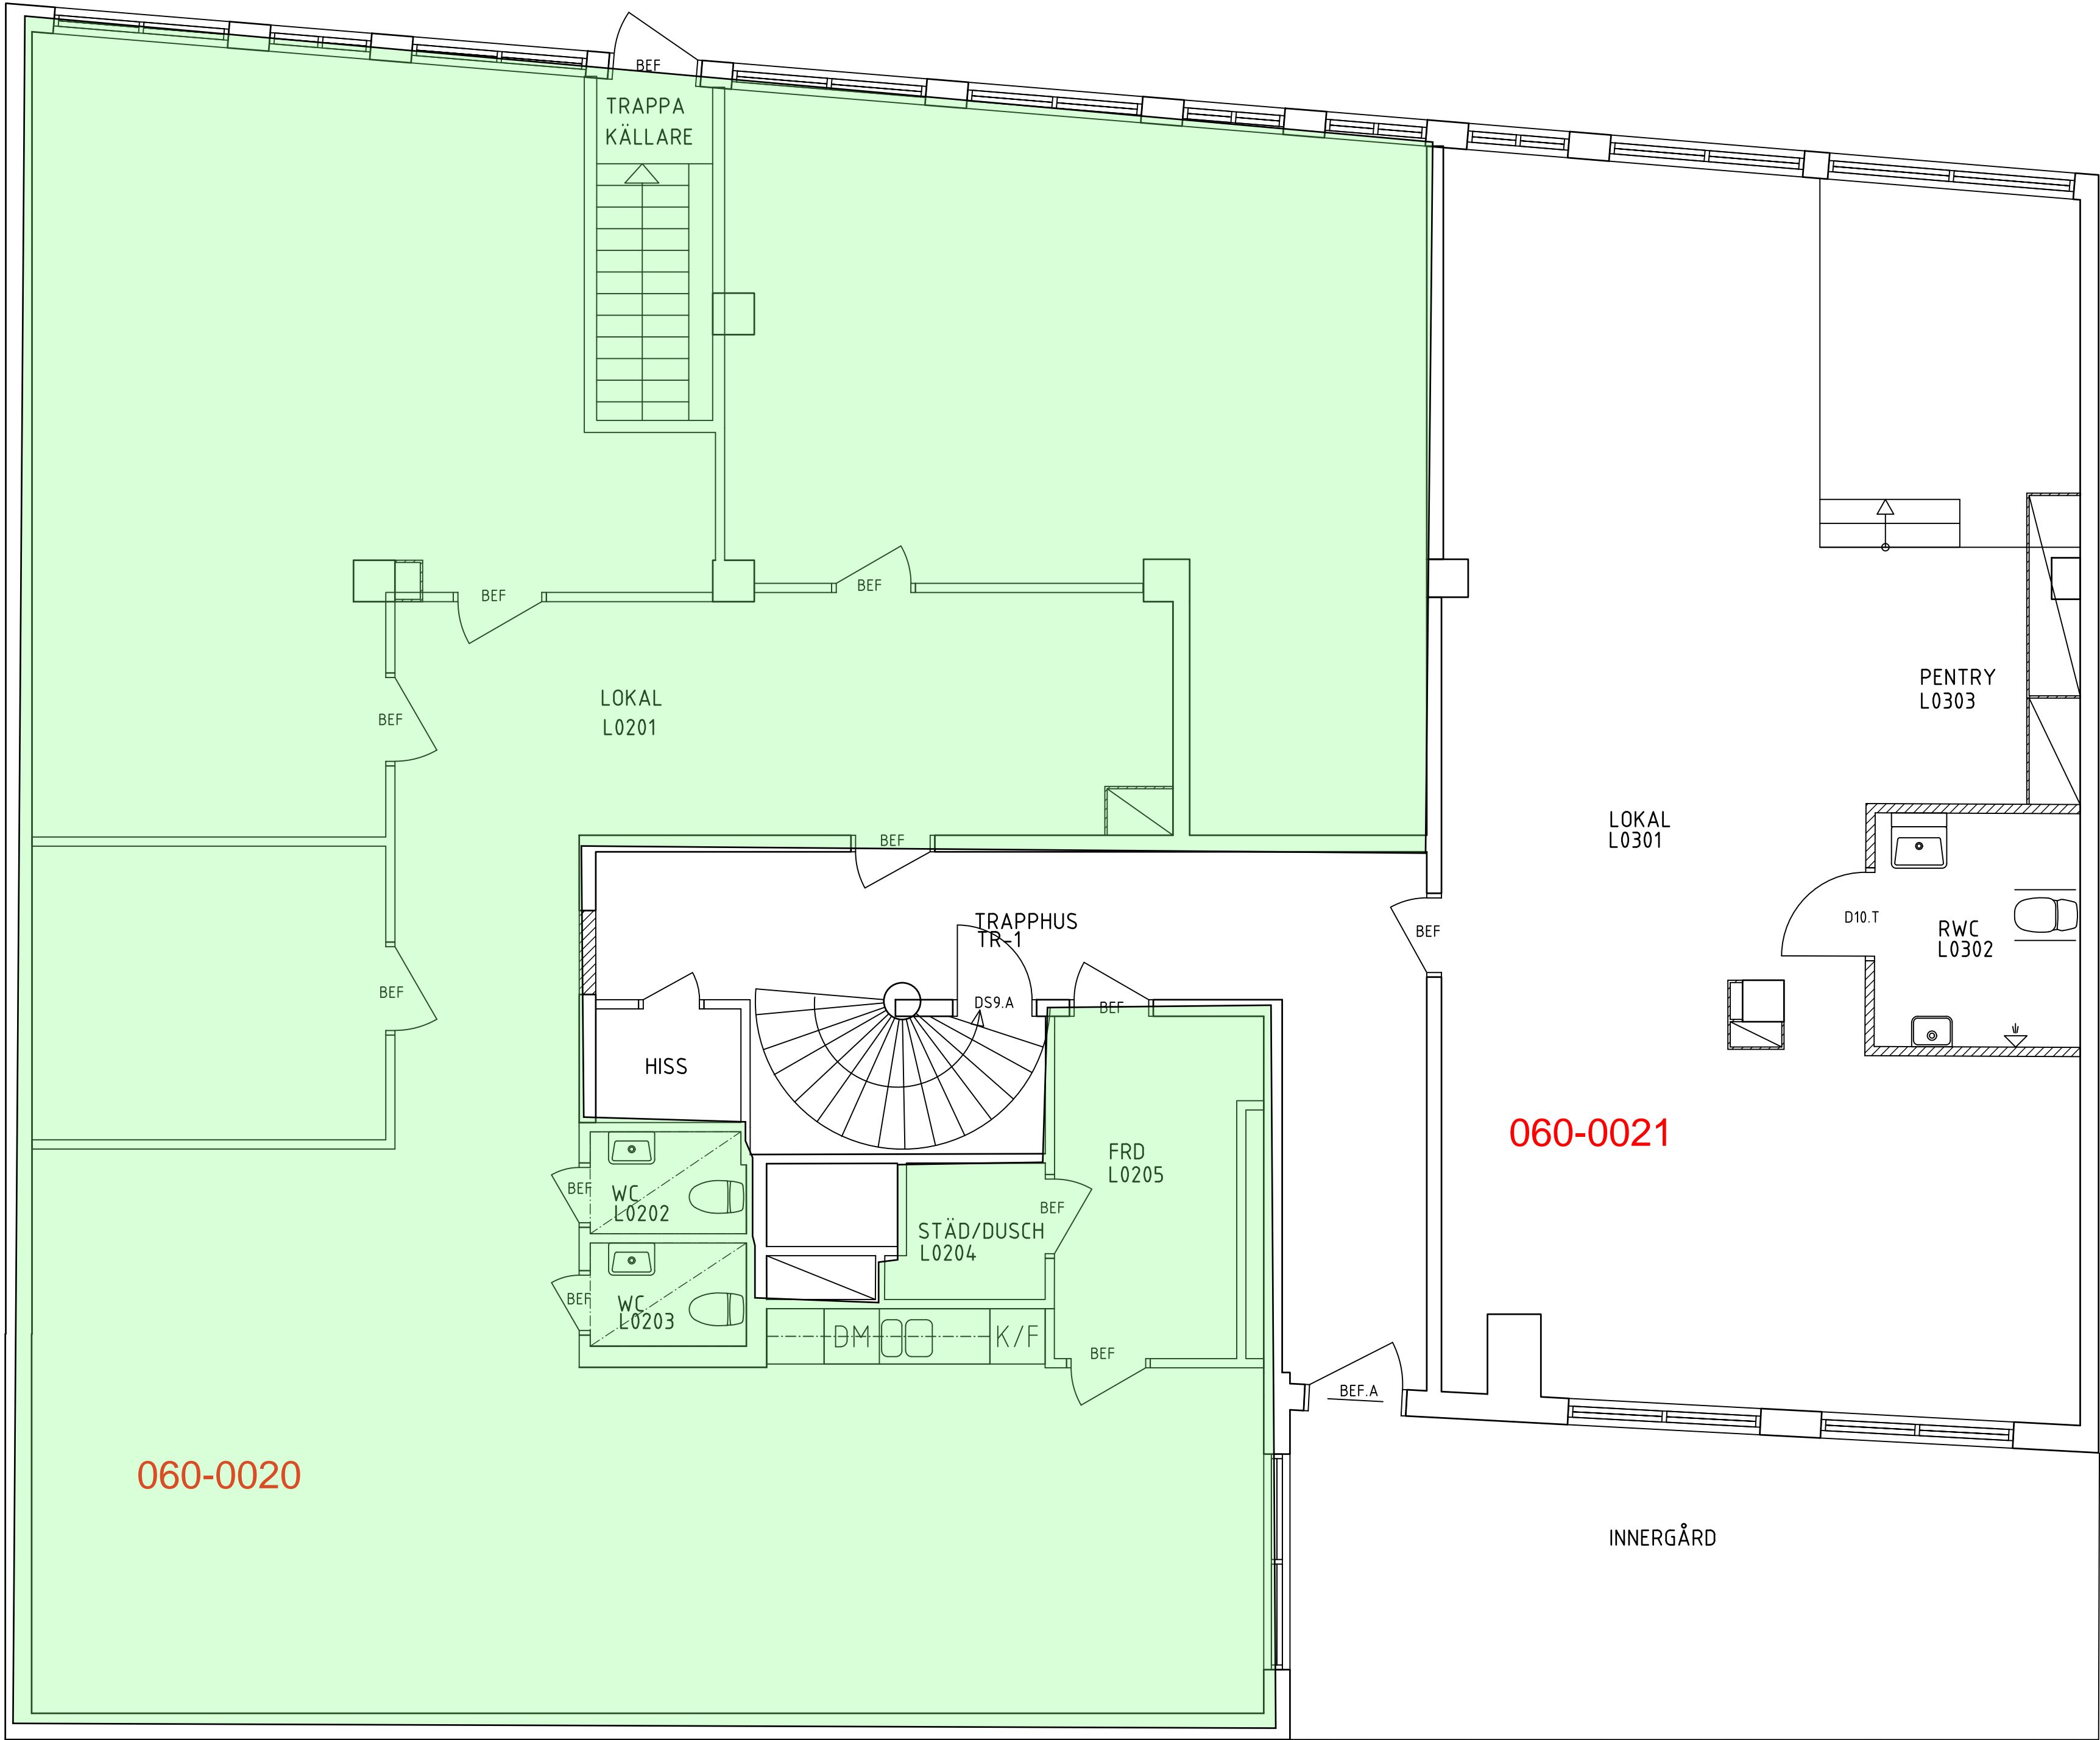 BEF
TRAPPA
KÄLLARE
BEF
BEF
LOKAL
L0201
BEF
PENTRY
L0303
LOKAL
L0301
BEF
TRAPPHUS
TR-1
BEF
D10.T
RWC
L0302
BEF
DS9.A
BEF
HISS
060-0021
FRD
L0205
BEF
WC
L0202
BEF
STÄD/DUSCH
L0204
BEF
WC
L0203
DM
K/F
BEF
BEF.A
060-0020
INNERGÅRD